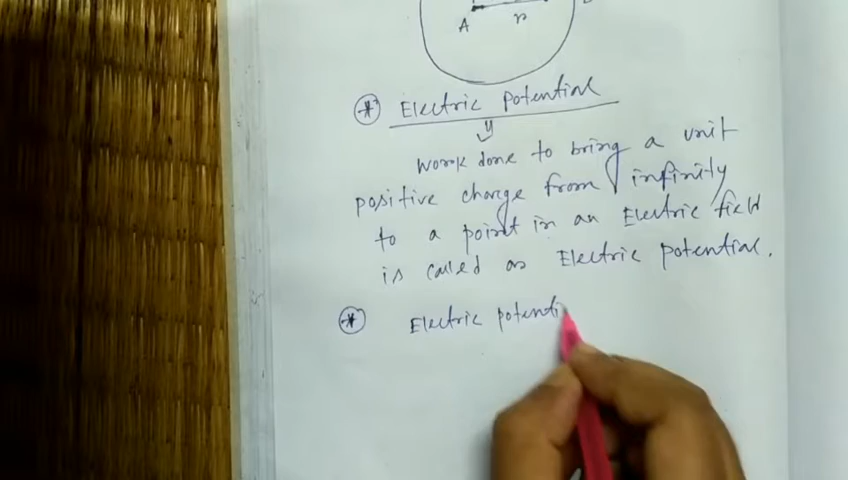 A r
* Electric Potential
Work done to bring a unit
positive charge from infinity
to a point in an Electric field
is called as Electric potential.
* Electric potenti